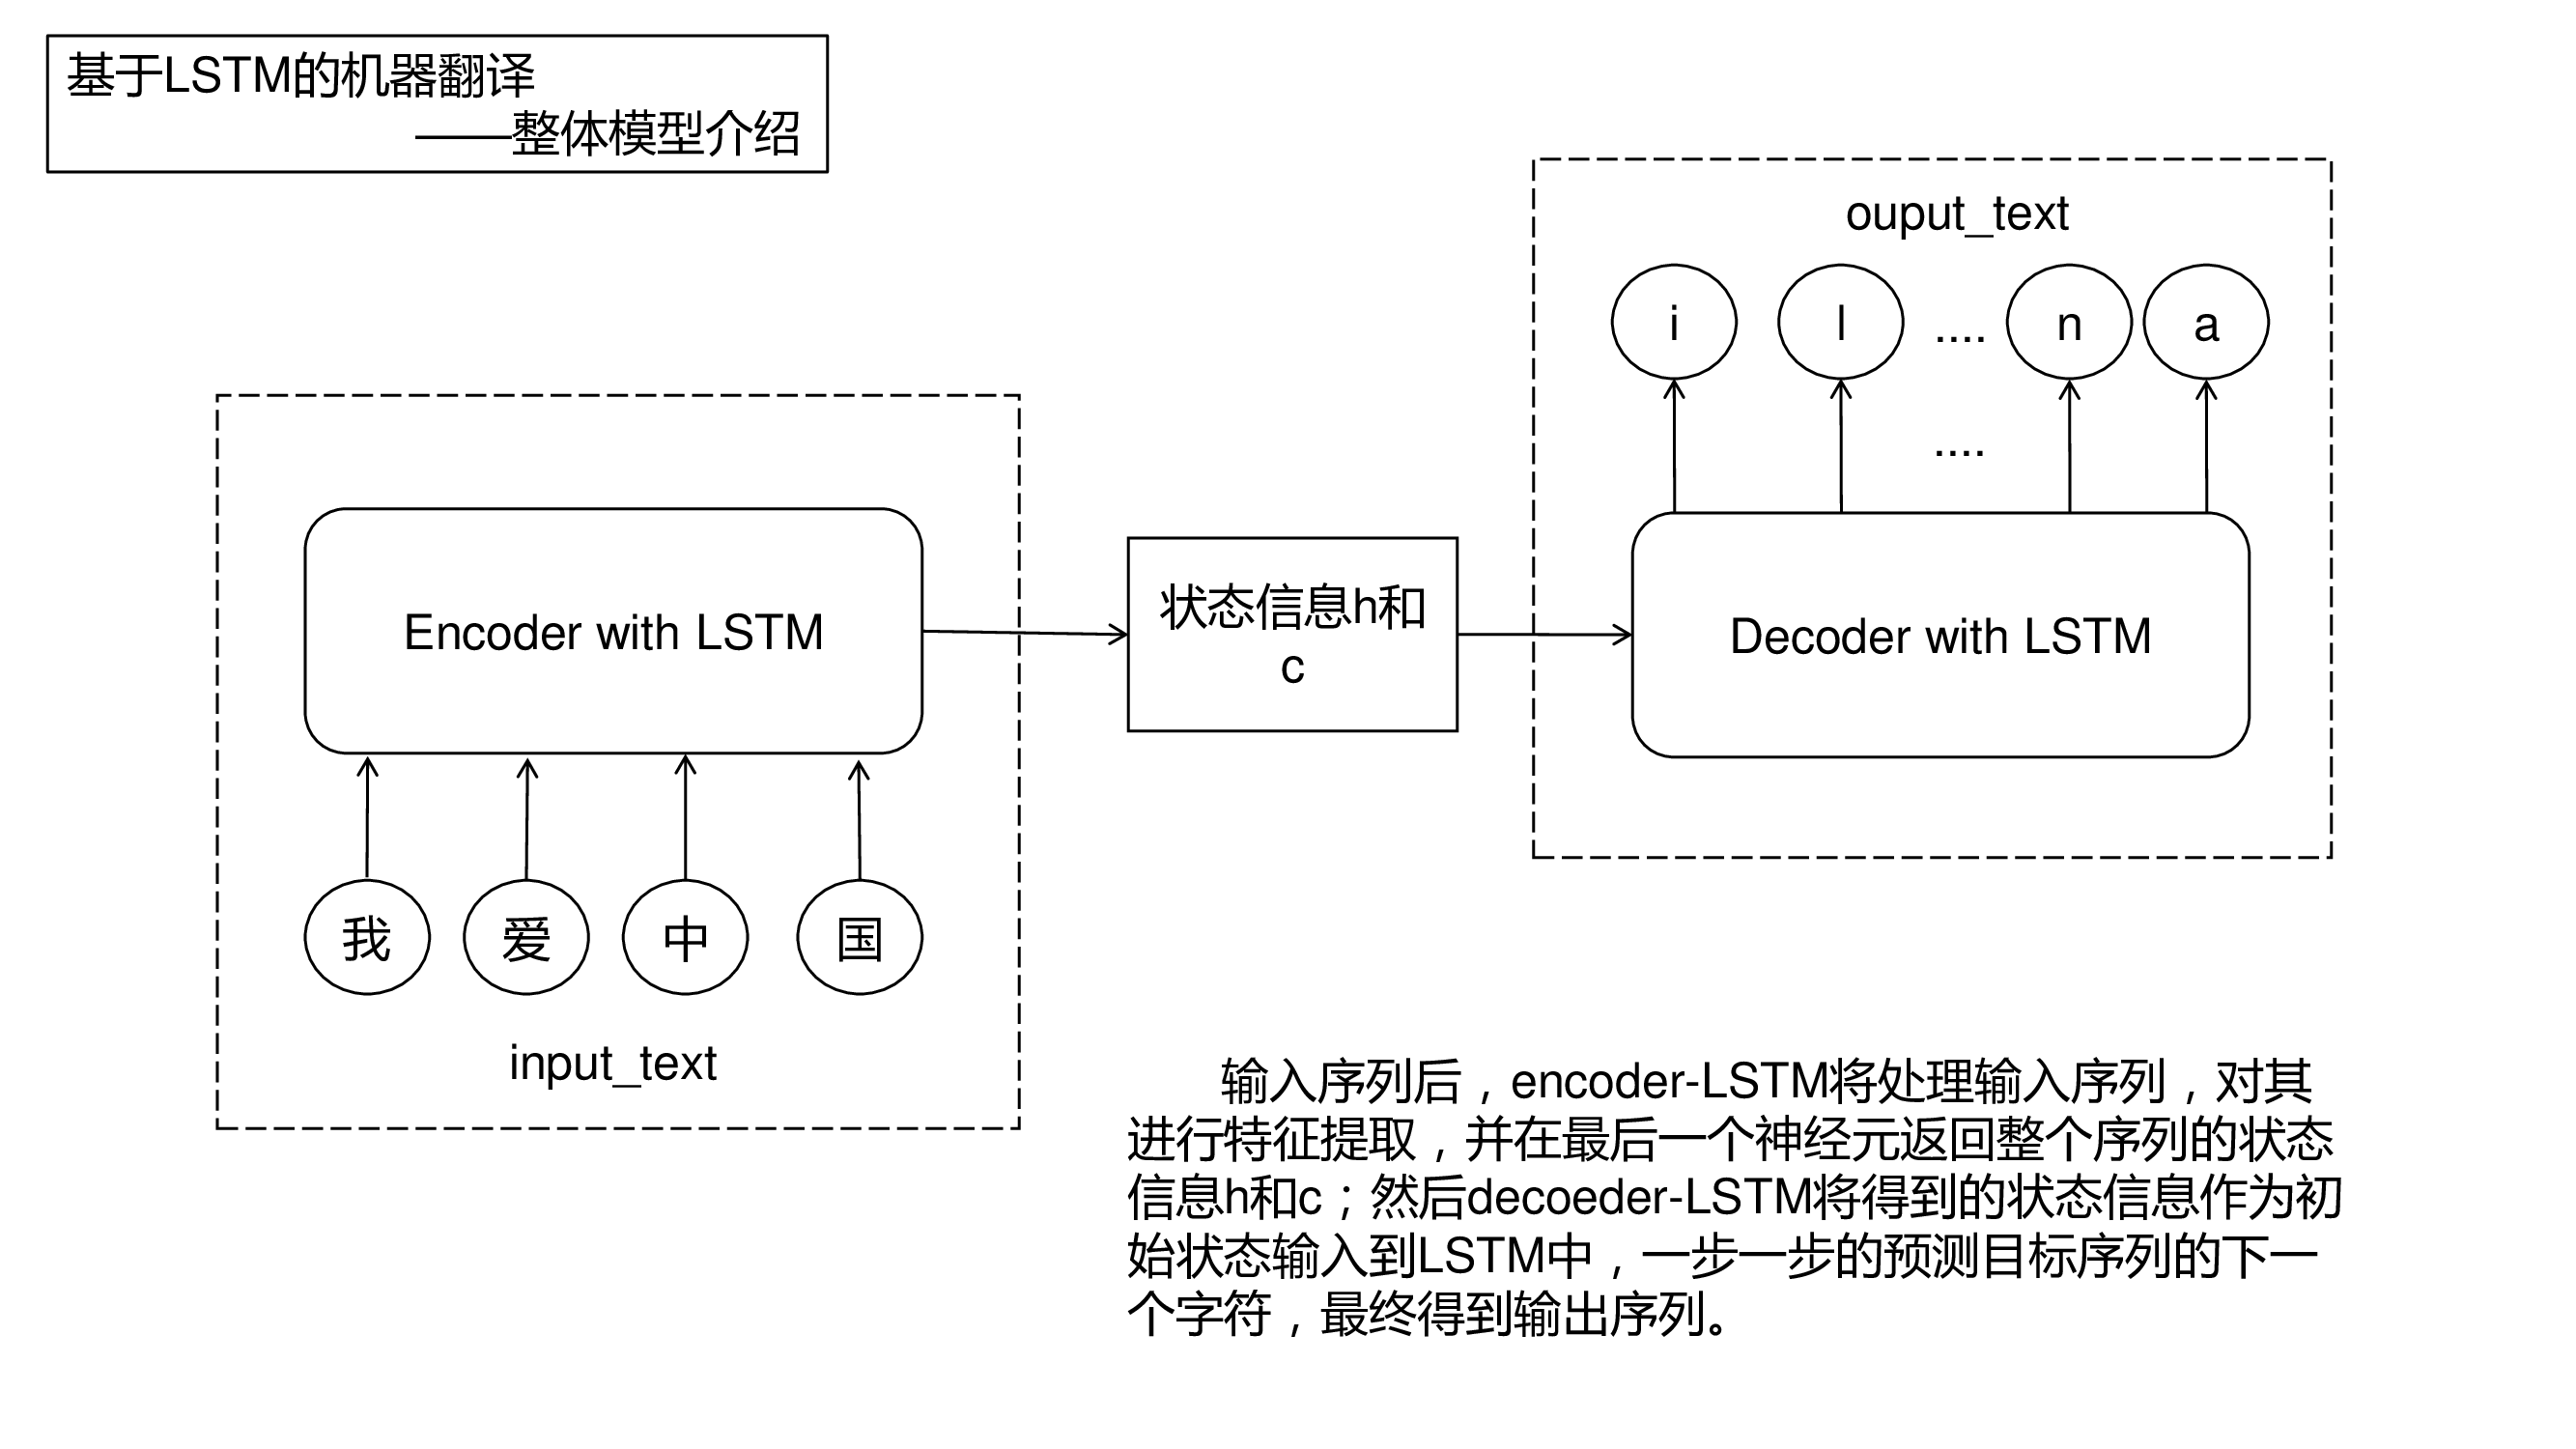 基于LSTM的机器翻译
——整体模型介绍
ouput_text
i l .... n a
....
Encoder with LSTM
状态信息h和
c
Decoder with LSTM
我 爱 中 国
input_text
输入序列后，encoder-LSTM将处理输入序列，对其
进行特征提取，并在最后一个神经元返回整个序列的状态
信息h和c；然后decoeder-LSTM将得到的状态信息作为初
始状态输入到LSTM中，一步一步的预测目标序列的下一
个字符，最终得到输出序列。